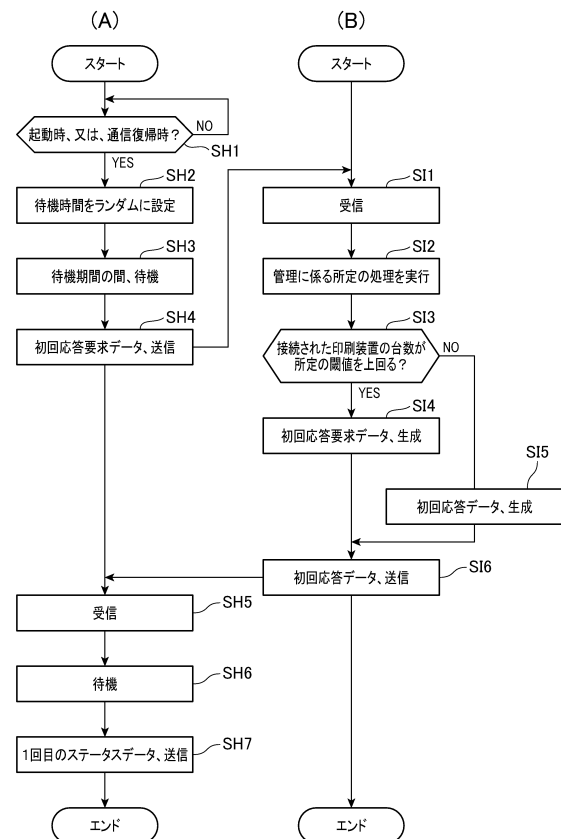 (A)
スタート
起動時、又は、通信復帰時？
NO
SH1
YES
SH2
待機時間をランダムに設定
SH3
待機期間の間、待機
SH4
初回応答要求データ、送信
SH5
受信
SH6
待機
SH7
1回目のステータスデータ、送信
エンド
(B)
スタート
SI1
受信
SI2
管理に係る所定の処理を実行
SI3
接続された印刷装置の台数が
所定の閾値を上回る？
NO
YES
SI4
初回応答要求データ、生成
SI5
初回応答データ、生成
SI6
初回応答データ、送信
エンド